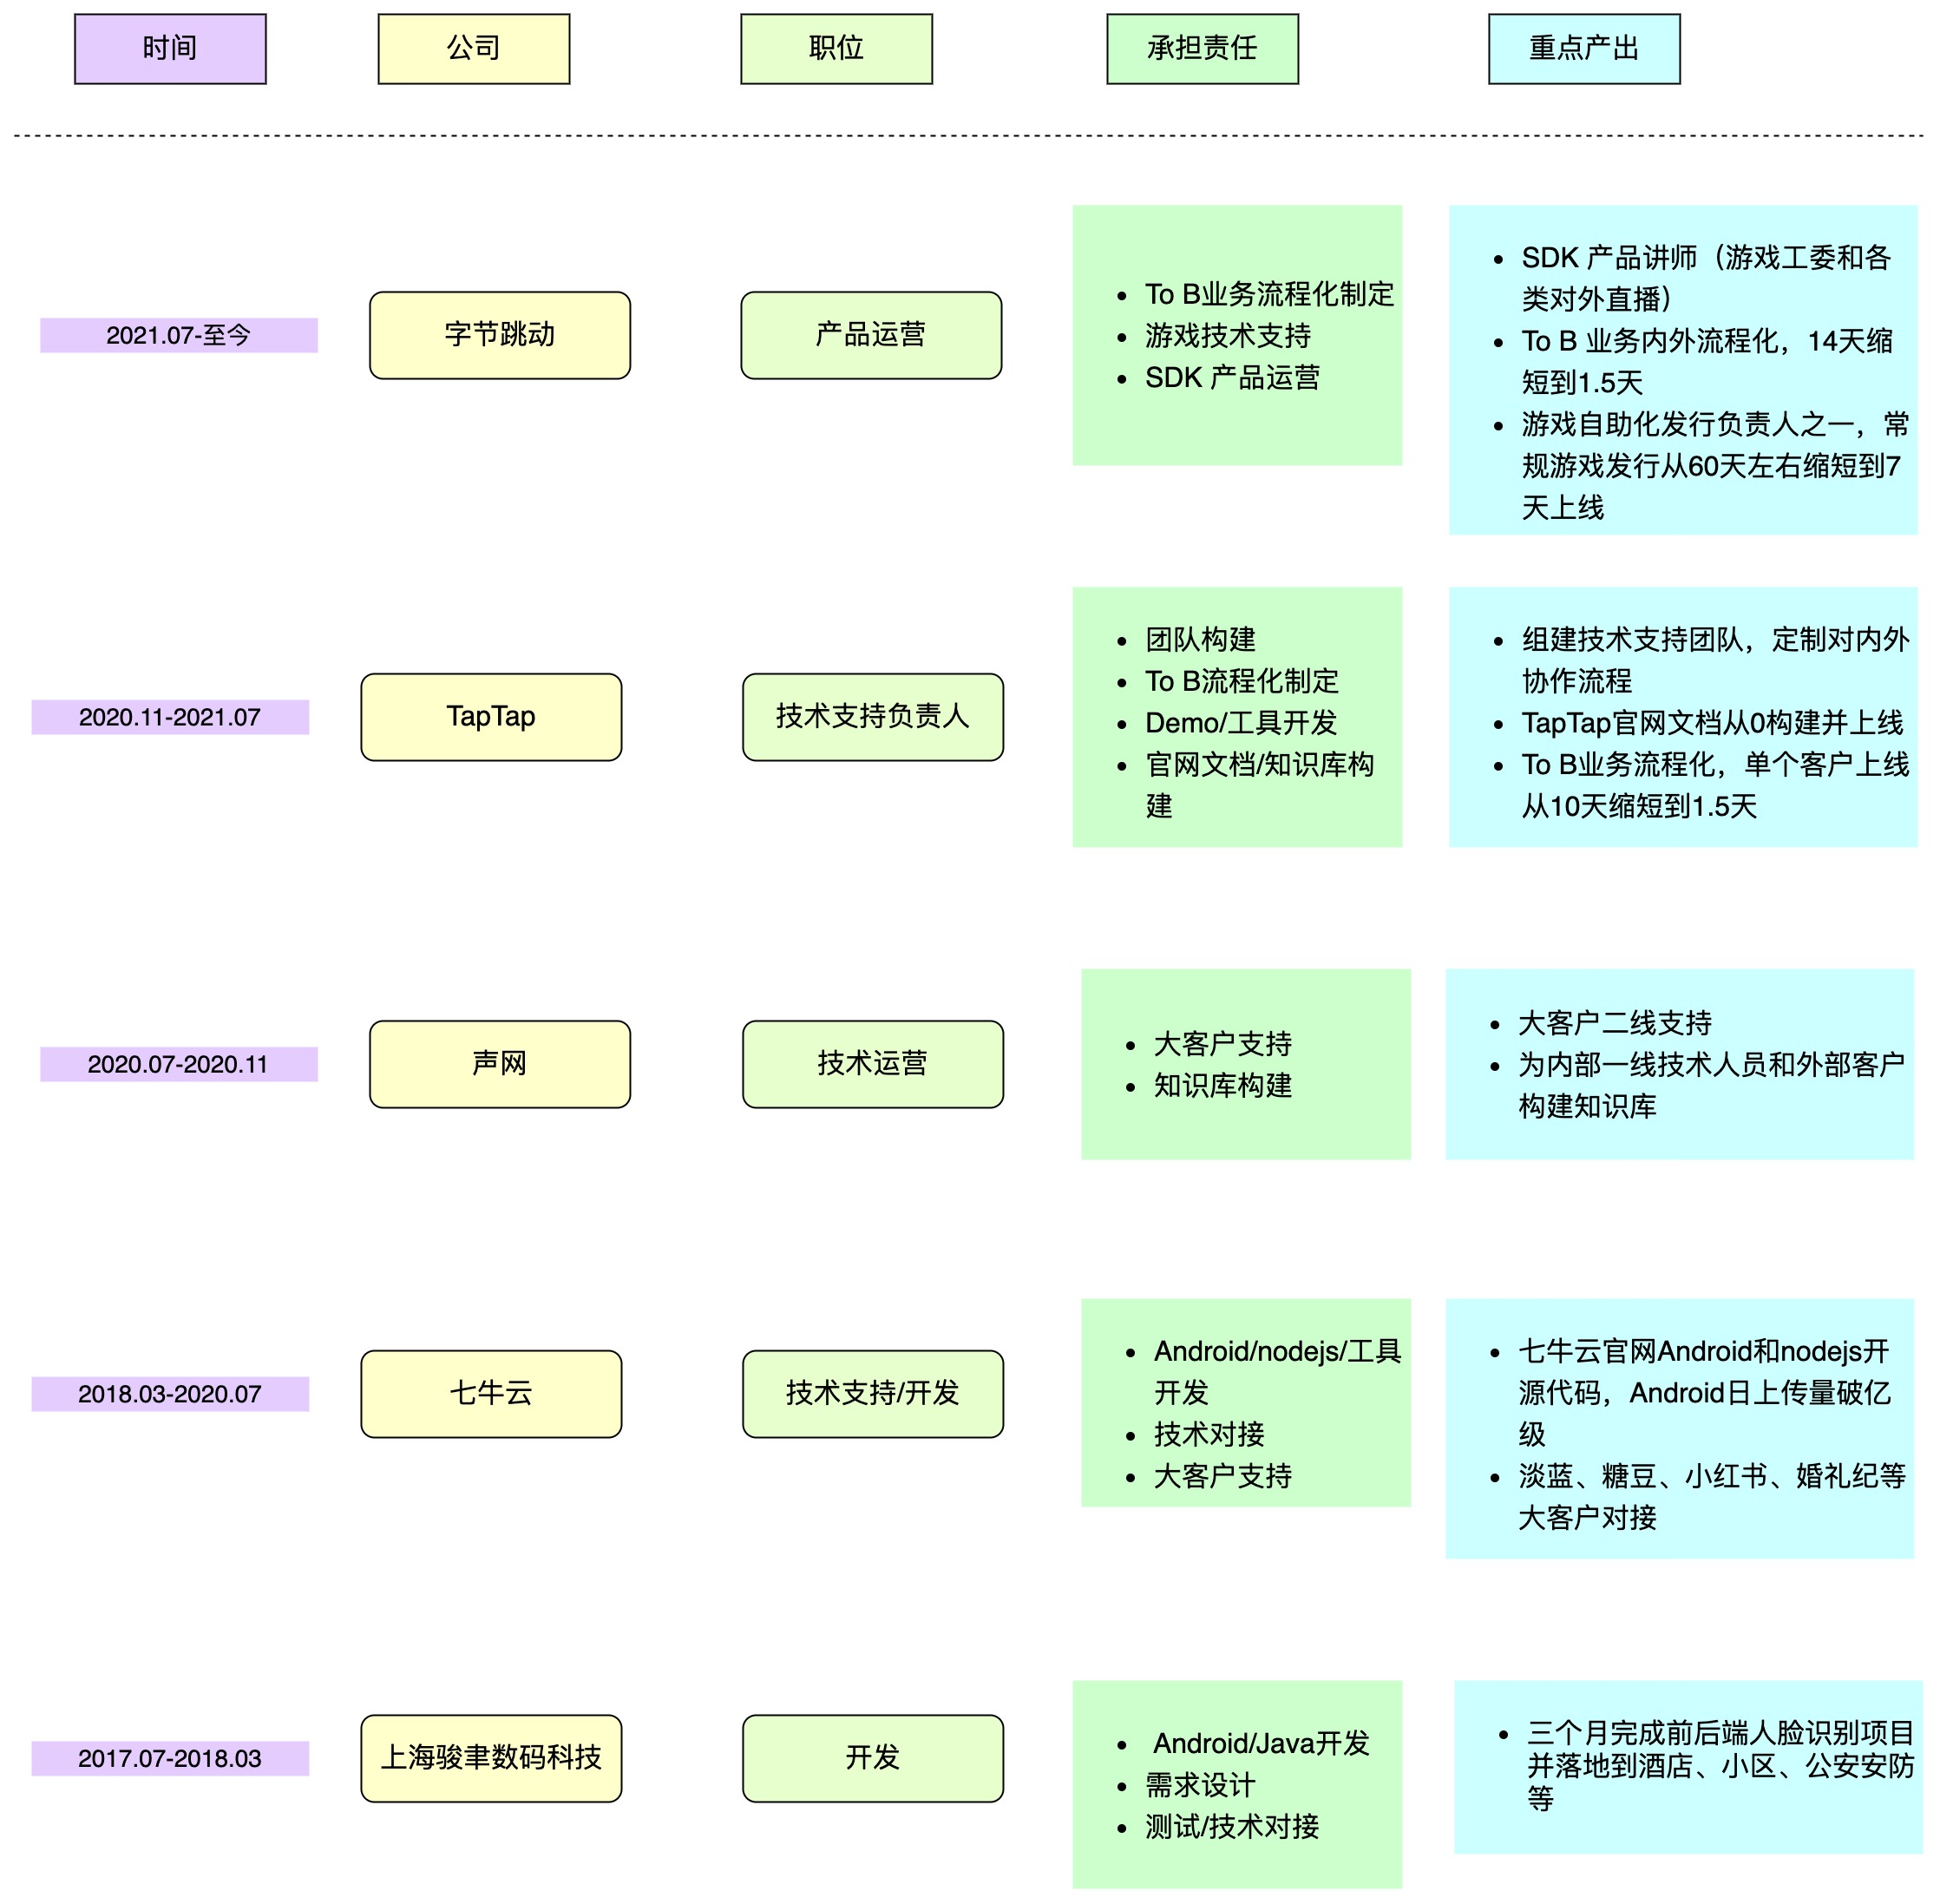 时间
公司
职位
承担责任
重点产出
2021.07-至今
字节跳动
产品运营
To B业务流程化制定
游戏技术支持
SDK 产品运营
SDK 产品讲师（游戏工委和各
类对外直播）
To B 业务内外流程化，14天缩
短到1.5天
游戏自助化发行负责人之一，常
规游戏发行从60天左右缩短到7
天上线
2020.11-2021.07
TapTap
技术支持负责人
团队构建
To B流程化制定
Demo/工具开发
官网文档/知识库构
建
组建技术支持团队，定制对内外
协作流程
TapTap官网文档从0构建并上线
To B业务流程化，单个客户上线
从10天缩短到1.5天
2020.07-2020.11
声网
技术运营
大客户支持
知识库构建
大客户二线支持
为内部一线技术人员和外部客户
构建知识库
2018.03-2020.07
七牛云
技术支持/开发
Android/nodejs/工具
开发
技术对接
大客户支持
七牛云官网Android和nodejs开
源代码，Android日上传量破亿
级
淡蓝、糖豆、小红书、婚礼纪等
大客户对接
2017.07-2018.03
上海骏聿数码科技
开发
Android/Java开发
需求设计
测试/技术对接
三个月完成前后端人脸识别项目
并落地到酒店、小区、公安安防
等